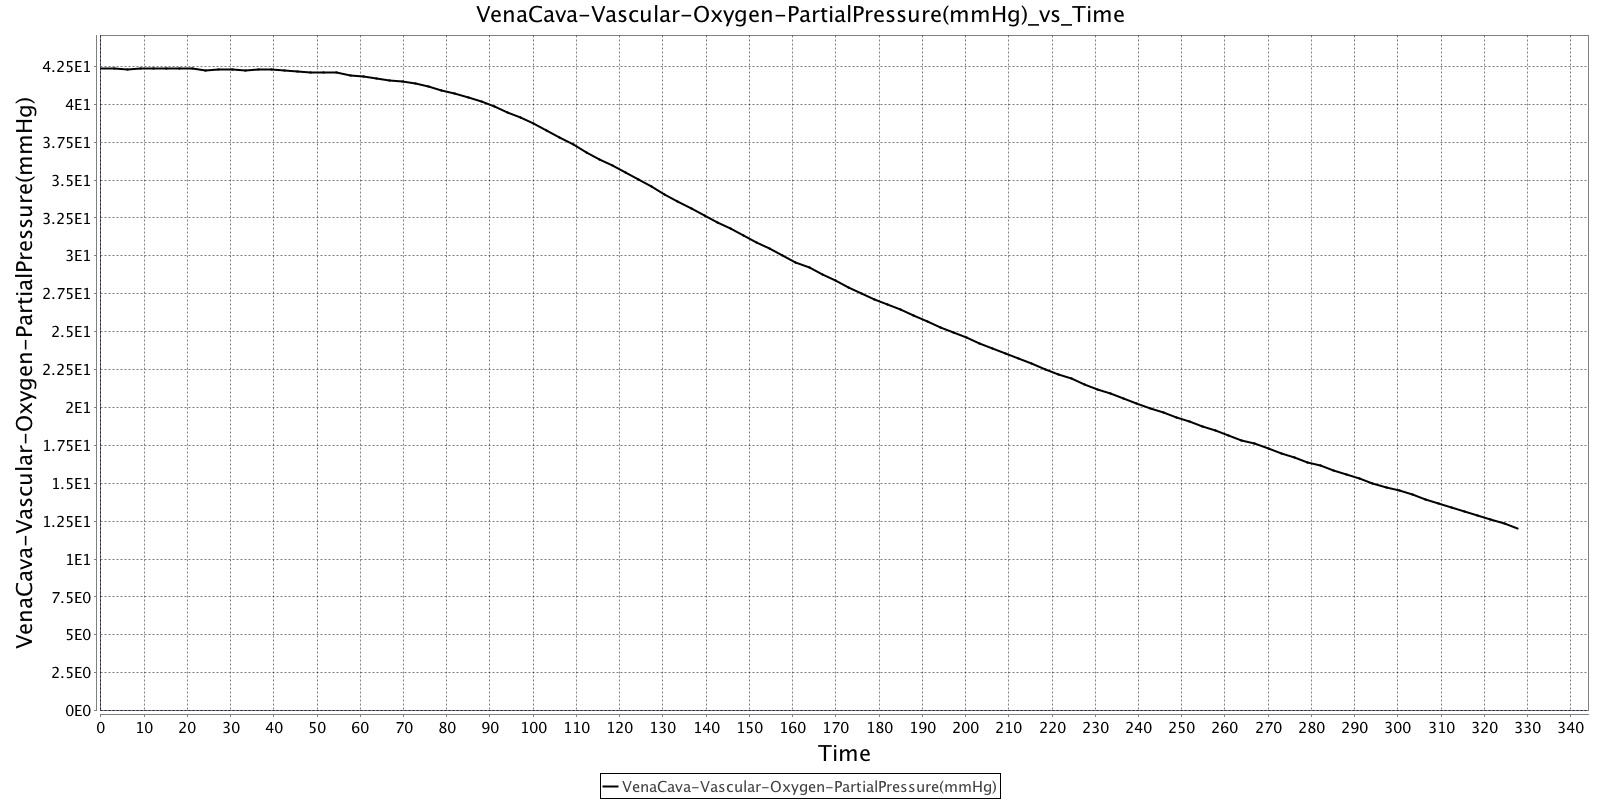 VenaCava-Vascular-Oxygen-PartialPressure(mmHg)_vs_Time
VenaCava-Vascular-Oxygen-PartialPressure(mmHg)
4.25E1
4E1
3.75E1
3.5E1
3.25E1
3E1
2.75E1
2.5E1
2.25E1
2E1
1.75E1
1.5E1
1.25E1
1E1
7.5E0
5E0
2.5E0
0E0
0 10 20 30 40 50 60 70 80 90 100 110 120 130 140 150 160 170 180 190 200 210 220 230 240 250 260 270 280 290 300 310 320 330 340
Time
VenaCava-Vascular-Oxygen-PartialPressure(mmHg)